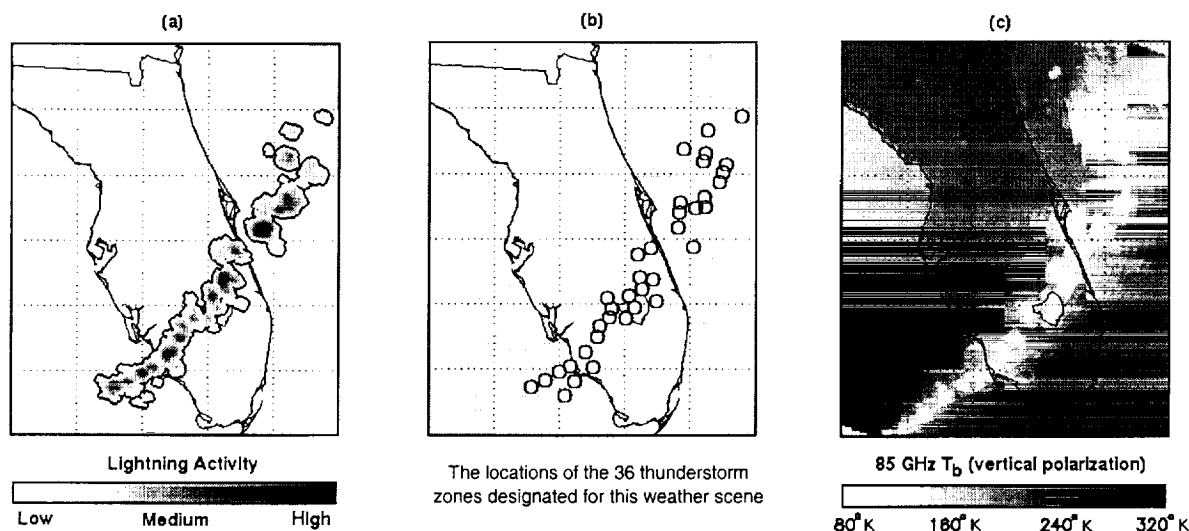 (a)
(b)
(c)
Lightning Activity
Low Medium High
The locations of the 36 thunderstorm
zones designated for this weather scene
85 GHz Tb (vertical polarization)
80°K 160°K 240°K 320°K